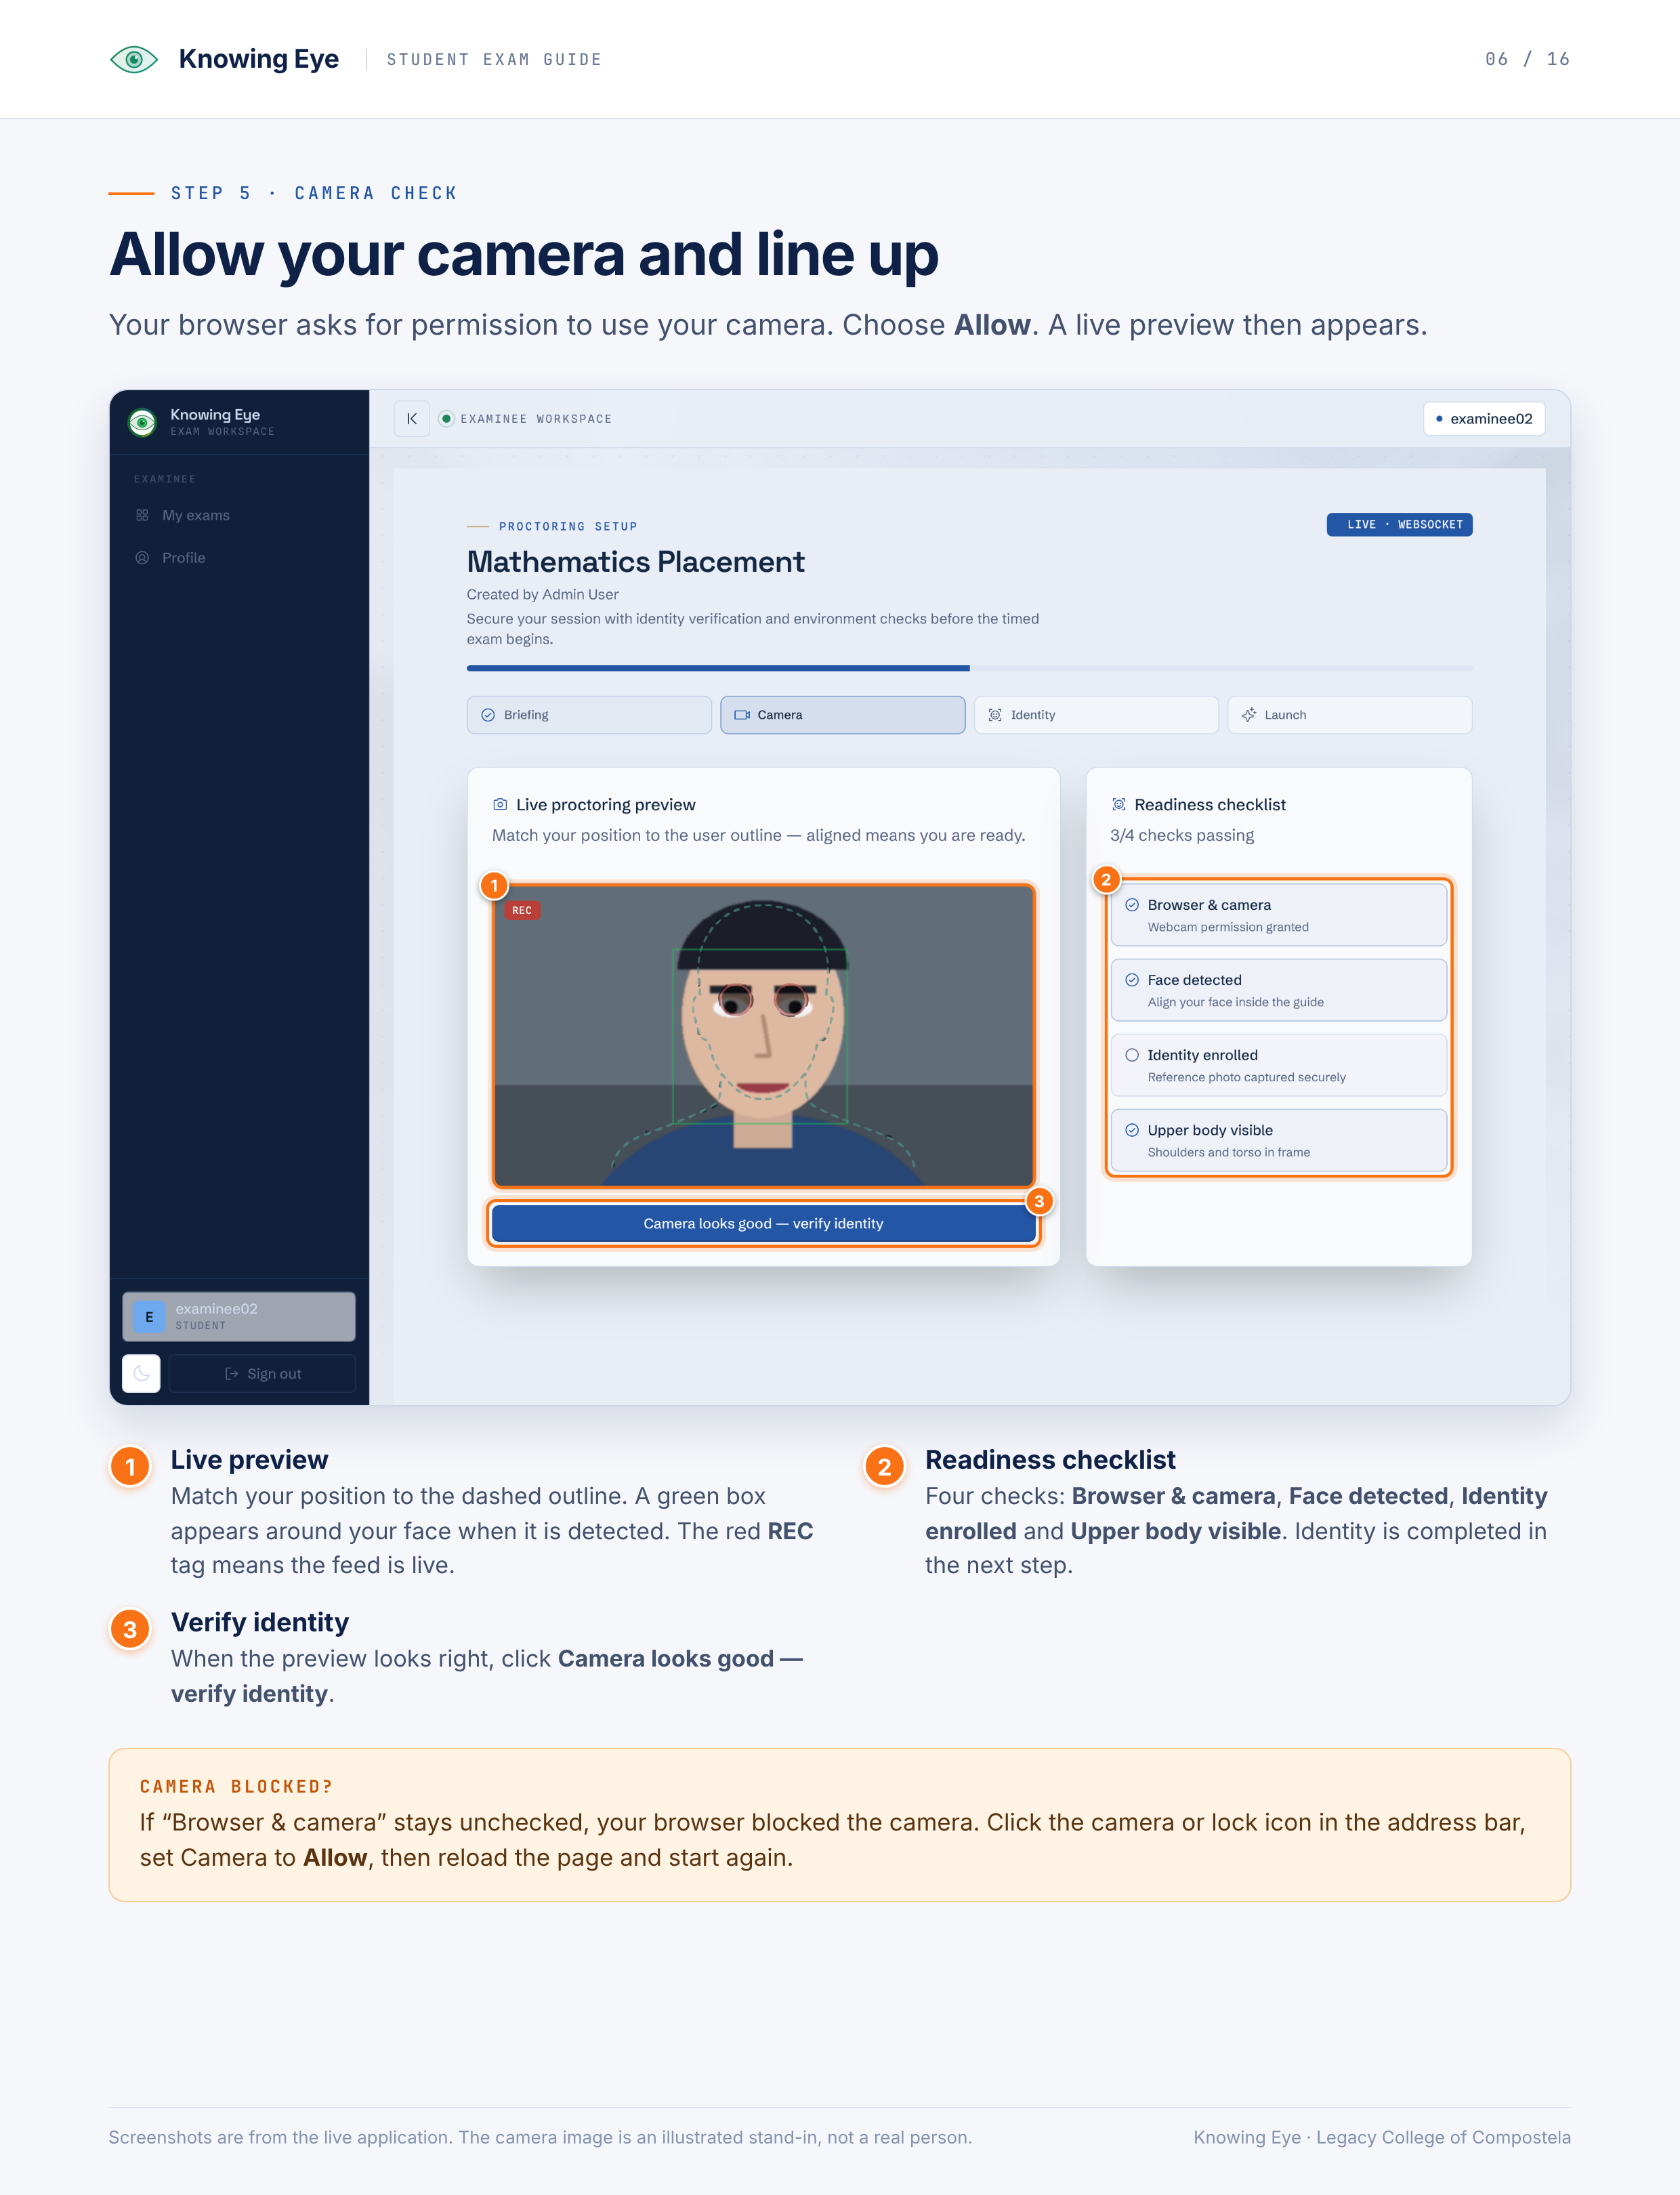 Knowing Eye
STUDENT EXAM GUIDE
06 / 16
STEP 5 · CAMERA CHECK
Allow your camera and line up
Your browser asks for permission to use your camera. Choose Allow. A live preview then appears.
Knowing Eye
EXAM WORKSPACE
EXAMINEE
My exams
Profile
EXAMINEE WORKSPACE
examinee02
PROCTORING SETUP
LIVE · WEBSOCKET
Mathematics Placement
Created by Admin User
Secure your session with identity verification and environment checks before the timed
exam begins.
Briefing
Camera
Identity
Launch
Live proctoring preview
Match your position to the user outline — aligned means you are ready.
1
REC
3
Camera looks good — verify identity
Readiness checklist
3/4 checks passing
2
Browser & camera
Webcam permission granted
Face detected
Align your face inside the guide
Identity enrolled
Reference photo captured securely
Upper body visible
Shoulders and torso in frame
E
examinee02
STUDENT
Sign out
1
Live preview
Match your position to the dashed outline. A green box
appears around your face when it is detected. The red REC
tag means the feed is live.
2
Readiness checklist
Four checks: Browser & camera, Face detected, Identity
enrolled and Upper body visible. Identity is completed in
the next step.
3
Verify identity
When the preview looks right, click Camera looks good —
verify identity.
CAMERA BLOCKED?
If “Browser & camera” stays unchecked, your browser blocked the camera. Click the camera or lock icon in the address bar,
set Camera to Allow, then reload the page and start again.
Screenshots are from the live application. The camera image is an illustrated stand-in, not a real person.
Knowing Eye · Legacy College of Compostela